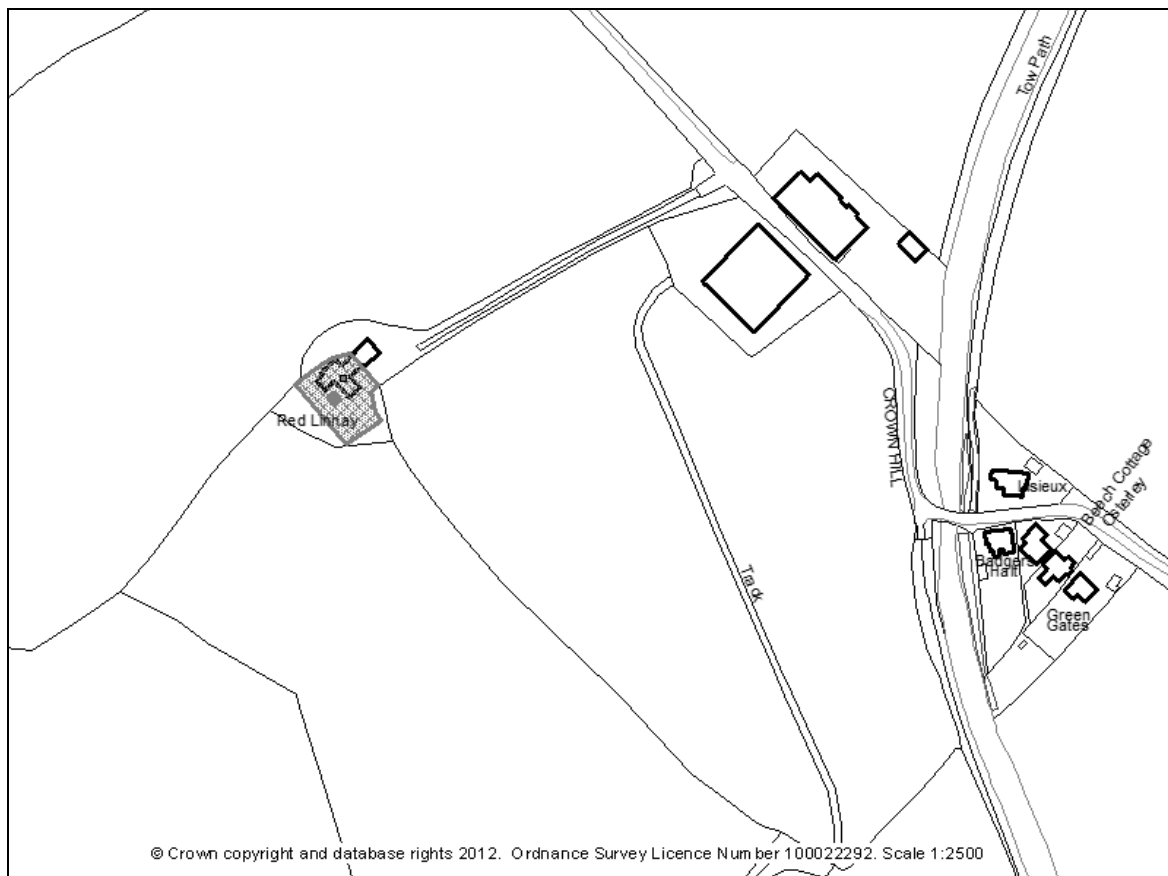 Tow Path
Red Linhay
CROWN HILL
Lisieux
Beech Cottage
Osterley
Badgers
Halt
Track
Green
Gates
© Crown copyright and database rights 2012. Ordnance Survey Licence Number 100022292. Scale 1:2500